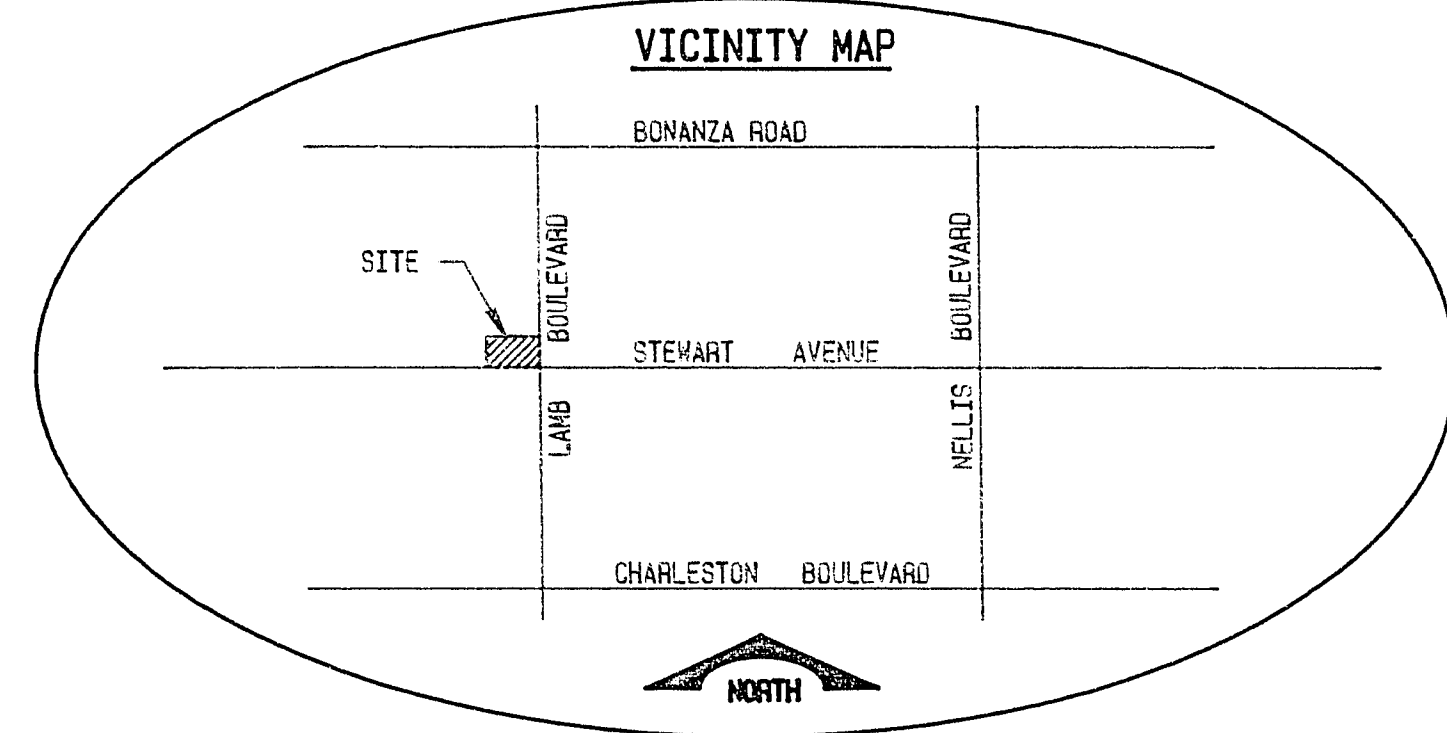 VICINITY MAP
BONANZA ROAD
SITE
LAMB BOULEVARD
NELLIS BOULEVARD
STEWART AVENUE
CHARLESTON BOULEVARD
NORTH